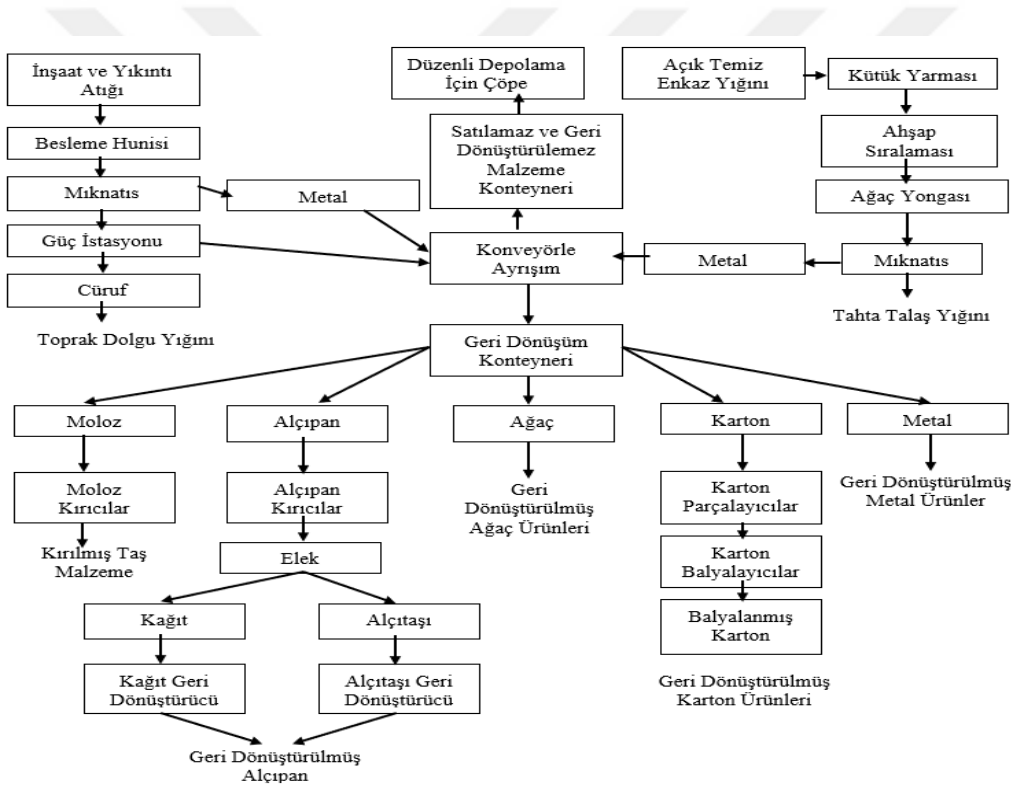 İnşaat ve Yıkıntı
Atığı
Düzenli Depolama
İçin Çöpe
Açık Temiz
Enkaz Yığını
Kütük Yarması
Besleme Hunisi
Satılamaz ve Geri
Dönüştürülemez
Malzeme
Konteyneri
Ahşap
Sıralaması
Mıknatıs
Metal
Ağaç Yongası
Güç İstasyonu
Konveyörle
Ayrışım
Metal
Mıknatıs
Cüruf
Toprak Dolgu Yığını
Tahta Talaş Yığını
Geri Dönüşüm
Konteyneri
Moloz
Alçıpan
Ağaç
Karton
Metal
Moloz
Kırıcılar
Alçıpan
Kırıcılar
Geri
Dönüştürülmüş
Ağaç Ürünleri
Karton
Parçalayıcılar
Geri Dönüştürülmüş
Metal Ürünler
Kırılmış Taş
Malzeme
Elek
Karton
Balyalayıcılar
Kağıt
Alçıtaşı
Balyalanmış
Karton
Kağıt Geri
Dönüştürücü
Alçıtaşı Geri
Dönüştürücü
Geri Dönüştürülmüş
Karton Ürünleri
Geri Dönüştürülmüş
Alçıpan